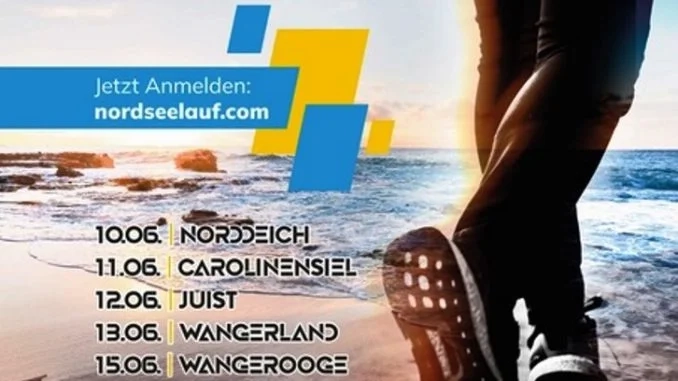 Jetzt Anmelden:
nordseelauf.com
10.06. | NORDDEICH
11.06. | CAROLINENSIEL
12.06. | JUIST
13.06. | WANGERLAND
15.06. | WANGEROOGE